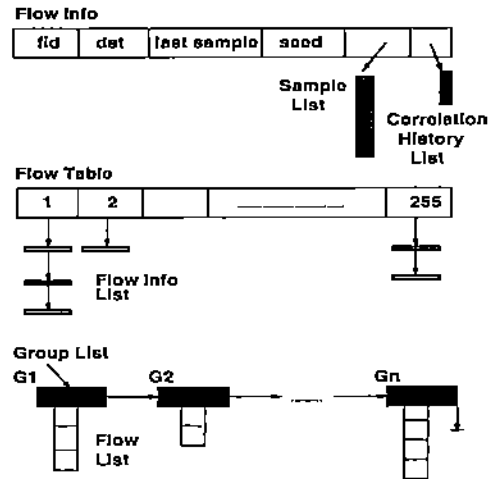 Flow Info
fid dst last sample seed
Sample
List
Correlation
History
List
Flow Table
1 2 255
Flow Info
List
Group List
G1 G2 Gn
Flow
List